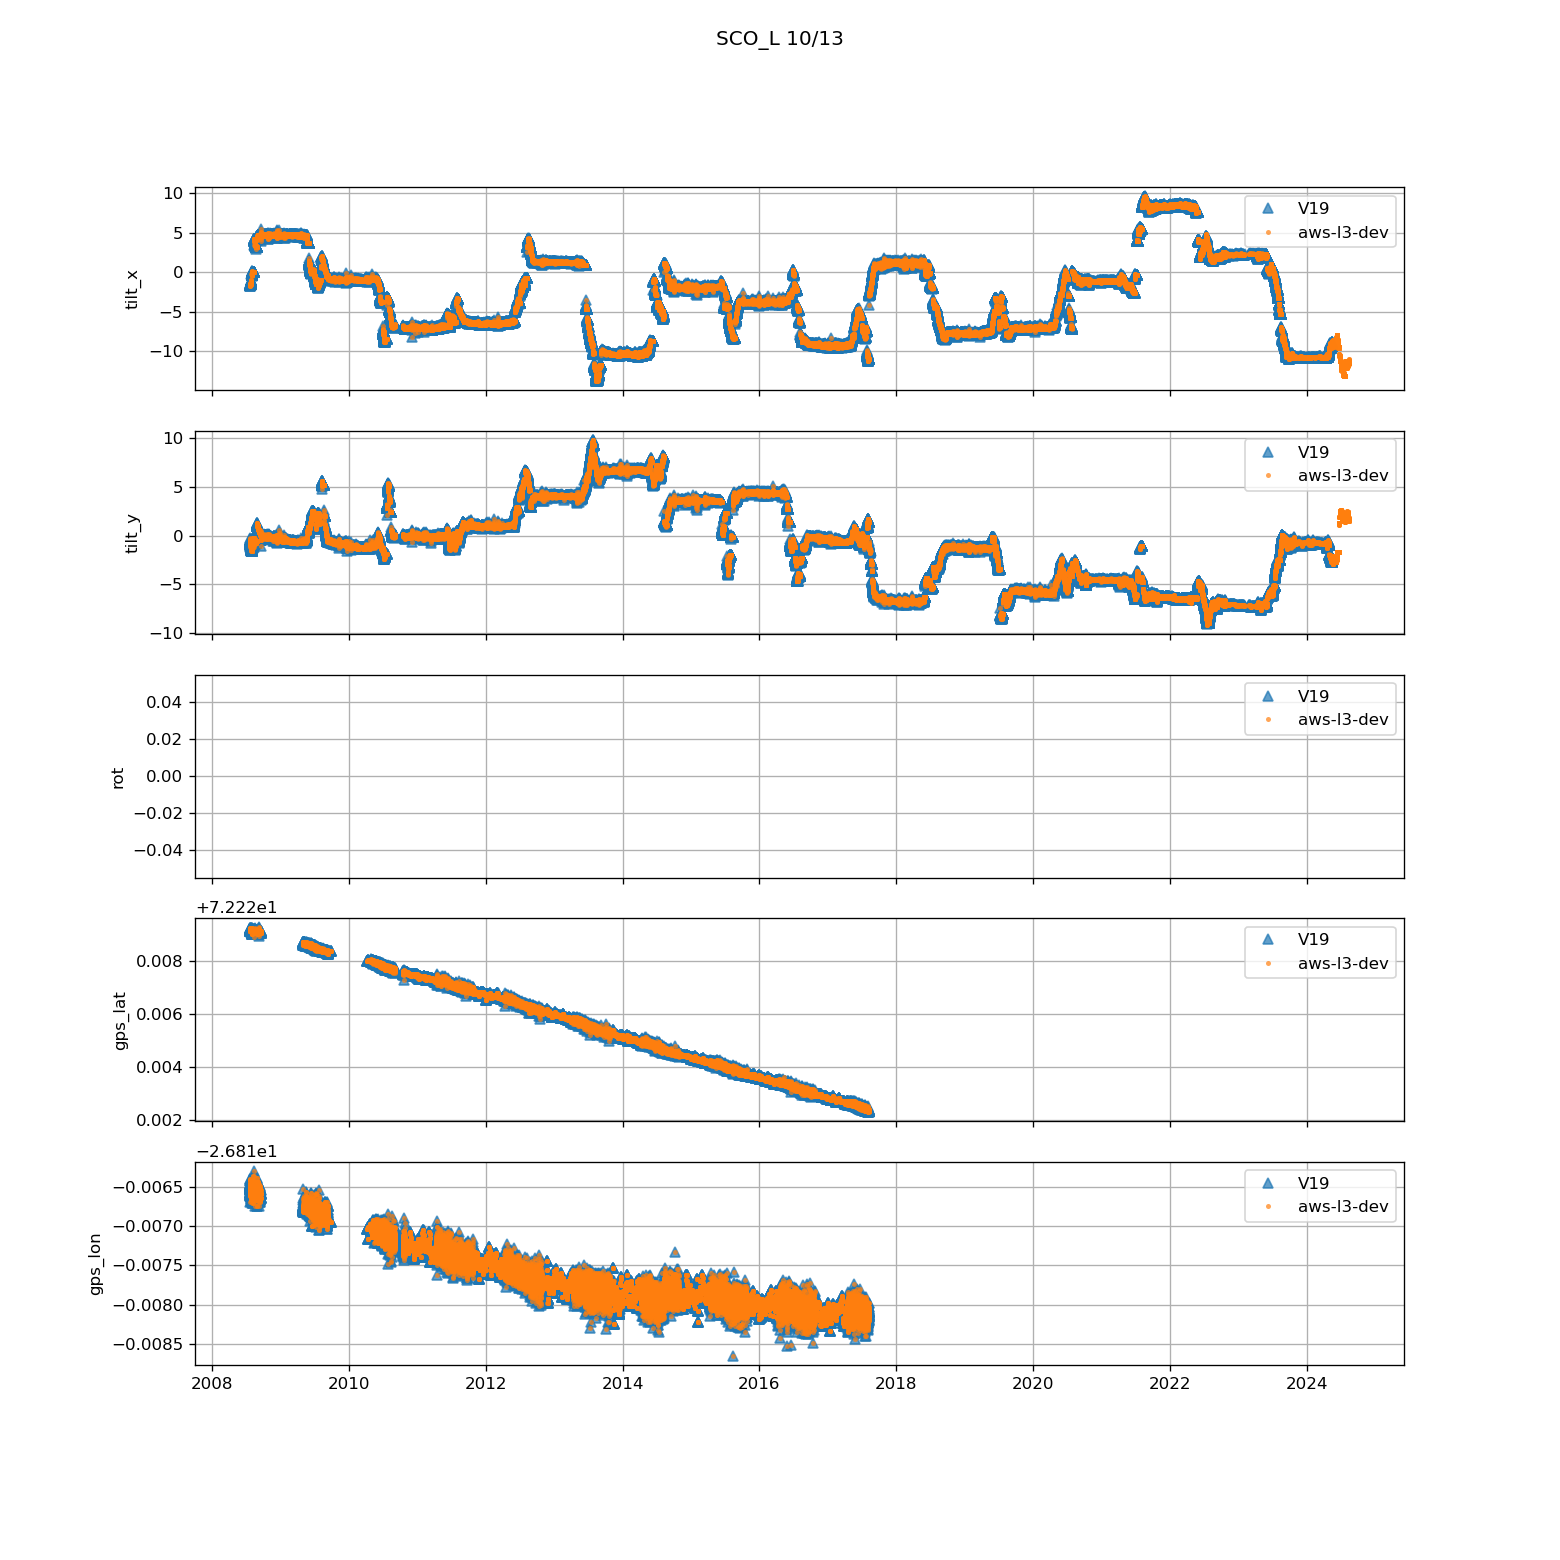 SCO_L 10/13
10
5
0
−5
−10
tilt_x
V19
aws-l3-dev
10
5
0
−5
−10
tilt_y
V19
aws-l3-dev
0.04
0.02
0.00
−0.02
−0.04
rot
V19
aws-l3-dev
+7.222e1
0.008
0.006
0.004
0.002
gps_lat
V19
aws-l3-dev
−2.681e1
−0.0065
−0.0070
−0.0075
−0.0080
−0.0085
gps_lon
V19
aws-l3-dev
2008 2010 2012 2014 2016 2018 2020 2022 2024